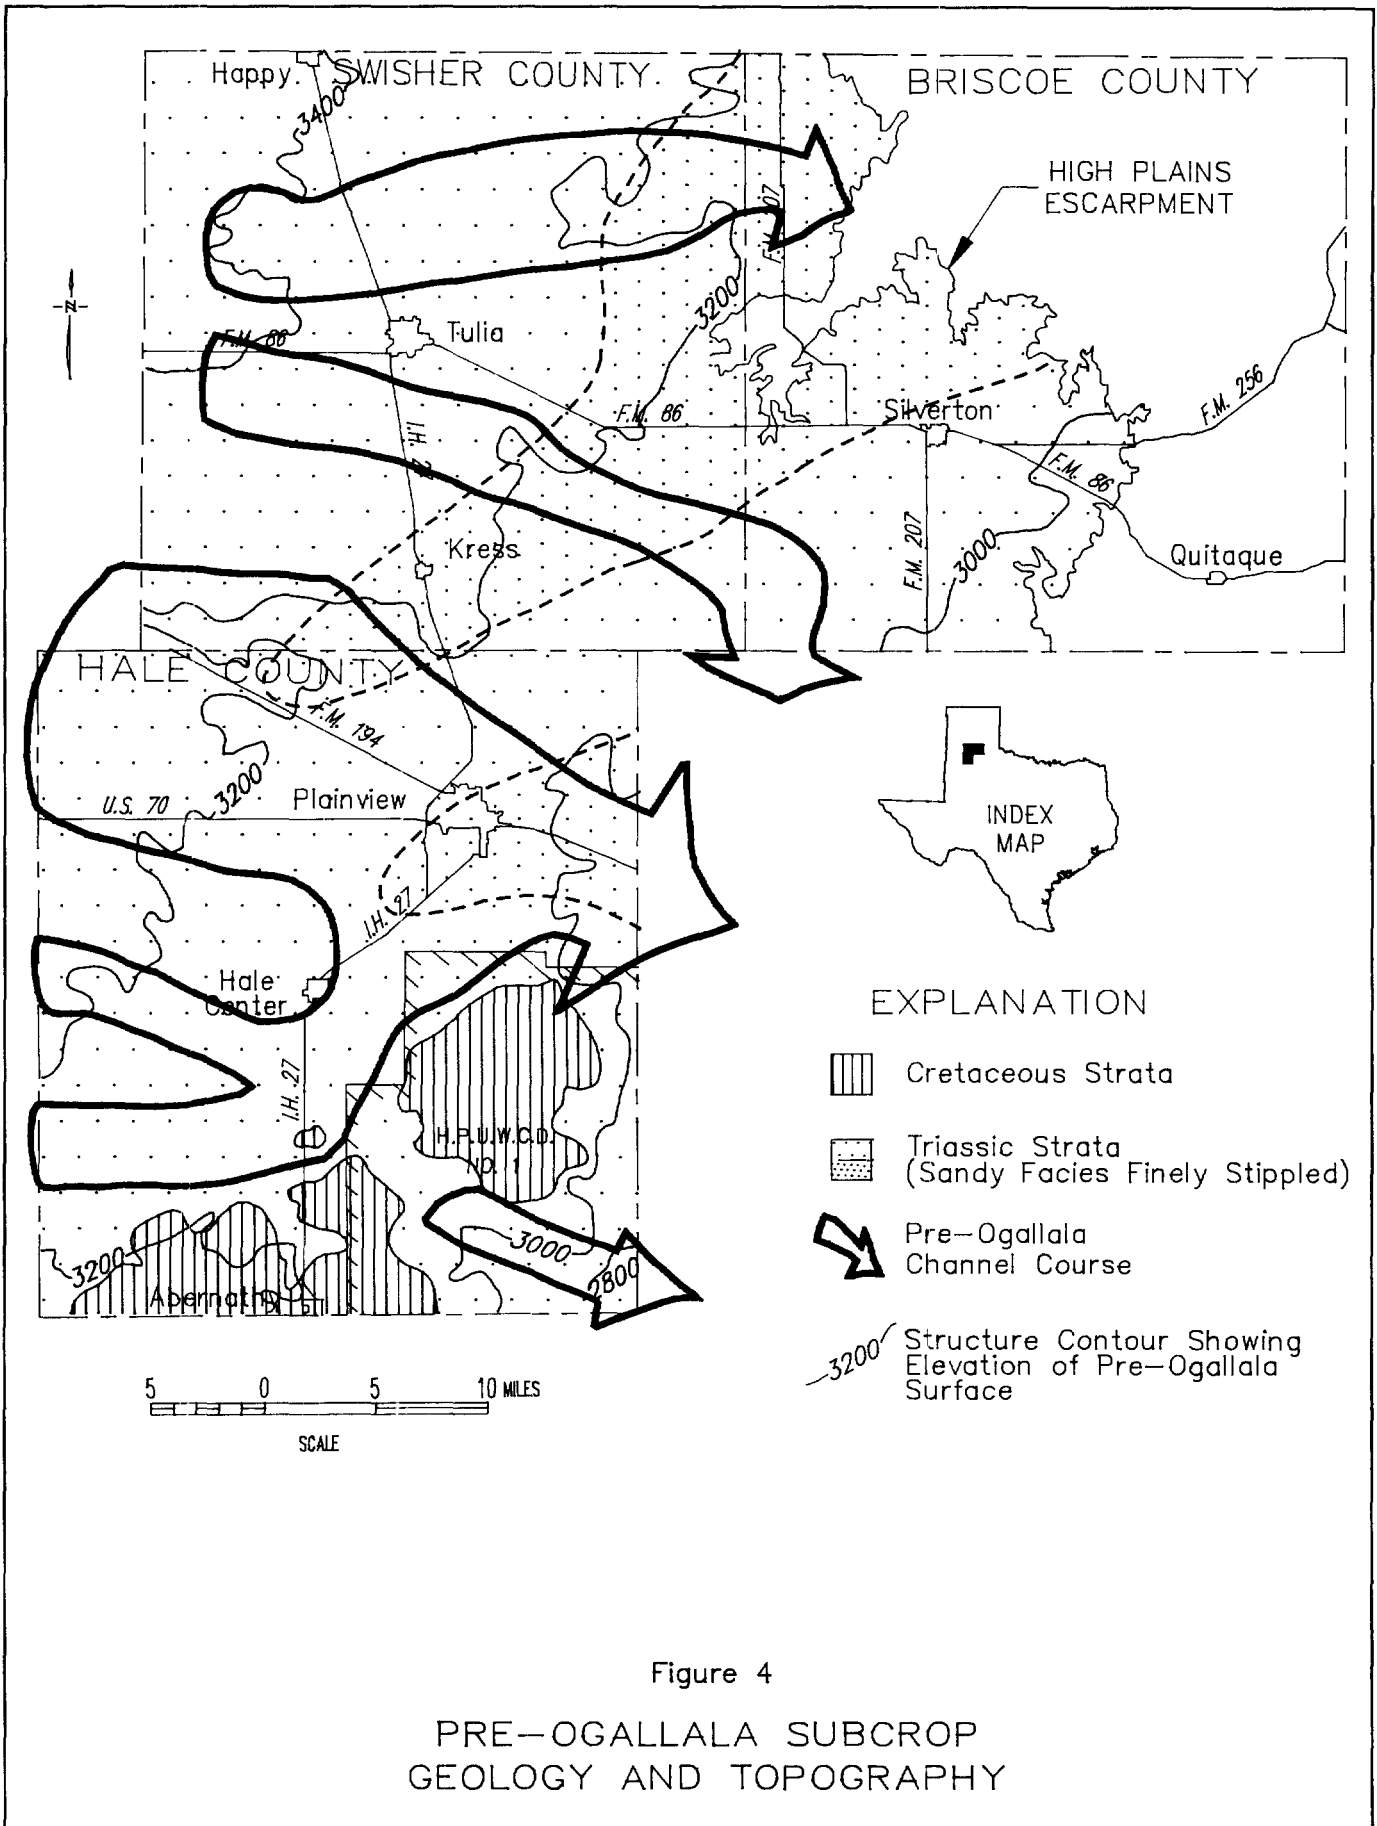 Happy
SWISHER COUNTY
BRISCOE COUNTY
3400
HIGH PLAINS
ESCARPMENT
F.M. 207
-N-
3200
F.M. 86
Tulia
F.M. 86
Silverton
F.M. 256
I.H. 27
F.M. 86
Kress
F.M. 207
3000
Quitaque
HALE COUNTY
F.M. 194
3200
U.S. 70
Plainview
INDEX
MAP
I.H. 27
Hale
Center
EXPLANATION
I.H. 27
Cretaceous Strata
H.P.U.W.C.D.
NO. 1
Triassic Strata
(Sandy Facies Finely Stippled)
3000
Pre-Ogallala
Channel Course
3200
2800
Abernathy
3200
Structure Contour Showing
Elevation of Pre-Ogallala
Surface
5 0 5 10 MILES
SCALE
Figure 4
PRE-OGALLALA SUBCROP
GEOLOGY AND TOPOGRAPHY